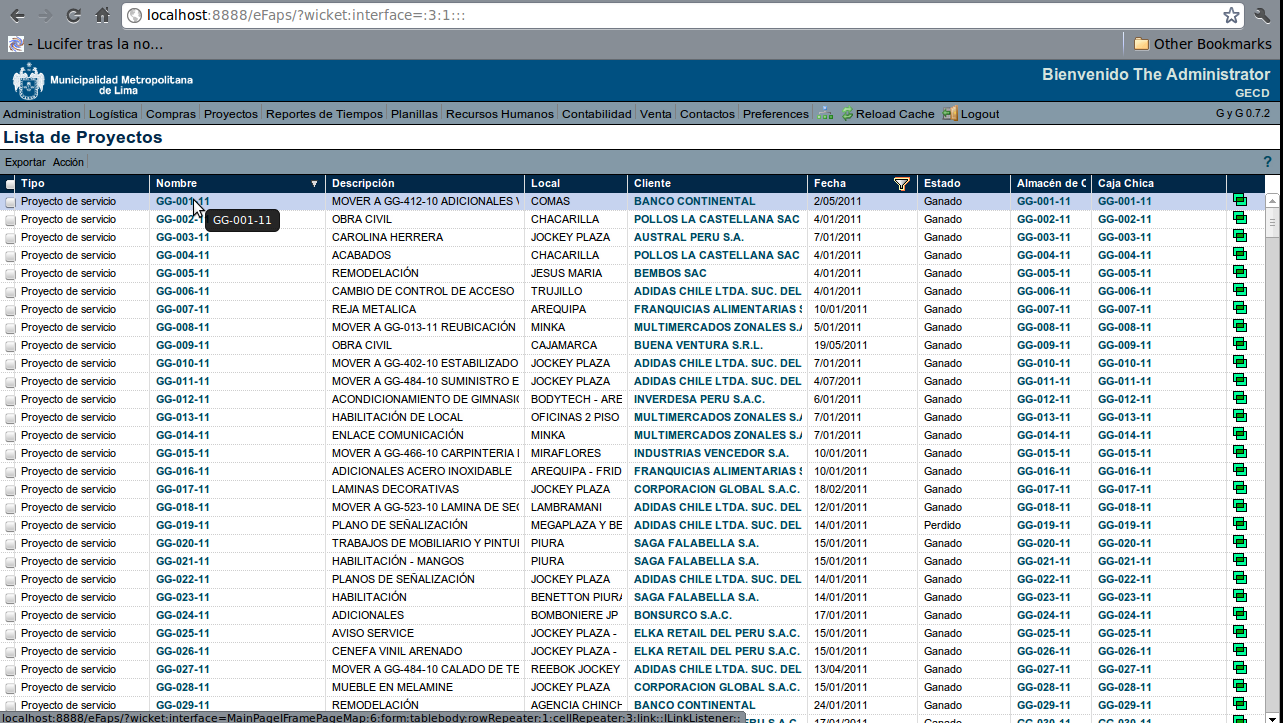 localhost:8888/eFaps/?wicket:interface=:3:1:::
- Lucifer tras la no...
Other Bookmarks
Municipalidad Metropolitana
de Lima
Bienvenido The Administrator
GECD
Administration Logística Compras Proyectos Reportes de Tiempos Planillas Recursos Humanos Contabilidad Venta Contactos Preferences Reload Cache Logout G y G 0.7.2
Lista de Proyectos
Exportar Acción ?
Tipo Nombre Descripción Local Cliente Fecha Estado Almacén de C Caja Chica
Proyecto de servicio GG-001-11 MOVER A GG-412-10 ADICIONALES COMAS BANCO CONTINENTAL 2/05/2011 Ganado GG-001-11 GG-001-11
Proyecto de servicio GG-002-1 OBRA CIVIL CHACARILLA POLLOS LA CASTELLANA SAC 4/01/2011 Ganado GG-002-11 GG-002-11
GG-001-11
Proyecto de servicio GG-003-11 CAROLINA HERRERA JOCKEY PLAZA AUSTRAL PERU S.A. 7/01/2011 Ganado GG-003-11 GG-003-11
Proyecto de servicio GG-004-11 ACABADOS CHACARILLA POLLOS LA CASTELLANA SAC 4/01/2011 Ganado GG-004-11 GG-004-11
Proyecto de servicio GG-005-11 REMODELACIÓN JESUS MARIA BEMBOS SAC 4/01/2011 Ganado GG-005-11 GG-005-11
Proyecto de servicio GG-006-11 CAMBIO DE CONTROL DE ACCESO TRUJILLO ADIDAS CHILE LTDA. SUC. DEL 4/01/2011 Ganado GG-006-11 GG-006-11
Proyecto de servicio GG-007-11 REJA METALICA AREQUIPA FRANQUICIAS ALIMENTARIAS 10/01/2011 Ganado GG-007-11 GG-007-11
Proyecto de servicio GG-008-11 MOVER A GG-013-11 REUBICACIÓN MINKA MULTIMERCADOS ZONALES S.A 5/01/2011 Ganado GG-008-11 GG-008-11
Proyecto de servicio GG-009-11 OBRA CIVIL CAJAMARCA BUENA VENTURA S.R.L. 19/05/2011 Ganado GG-009-11 GG-009-11
Proyecto de servicio GG-010-11 MOVER A GG-402-10 ESTABILIZADO JOCKEY PLAZA ADIDAS CHILE LTDA. SUC. DEL 7/01/2011 Ganado GG-010-11 GG-010-11
Proyecto de servicio GG-011-11 MOVER A GG-484-10 SUMINISTRO E JOCKEY PLAZA ADIDAS CHILE LTDA. SUC. DEL 4/07/2011 Ganado GG-011-11 GG-011-11
Proyecto de servicio GG-012-11 ACONDICIONAMIENTO DE GIMNASIO BODYTECH - ARE INVERDESA PERU S.A.C. 6/01/2011 Ganado GG-012-11 GG-012-11
Proyecto de servicio GG-013-11 HABILITACIÓN DE LOCAL OFICINAS 2 PISO MULTIMERCADOS ZONALES S.A 7/01/2011 Ganado GG-013-11 GG-013-11
Proyecto de servicio GG-014-11 ENLACE COMUNICACIÓN MINKA MULTIMERCADOS ZONALES S.A 7/01/2011 Ganado GG-014-11 GG-014-11
Proyecto de servicio GG-015-11 MOVER A GG-466-10 CARPINTERIA MIRAFLORES INDUSTRIAS VENCEDOR S.A. 10/01/2011 Ganado GG-015-11 GG-015-11
Proyecto de servicio GG-016-11 ADICIONALES ACERO INOXIDABLE AREQUIPA - FRID FRANQUICIAS ALIMENTARIAS 10/01/2011 Ganado GG-016-11 GG-016-11
Proyecto de servicio GG-017-11 LAMINAS DECORATIVAS JOCKEY PLAZA CORPORACION GLOBAL S.A.C. 18/02/2011 Ganado GG-017-11 GG-017-11
Proyecto de servicio GG-018-11 MOVER A GG-523-10 LAMINA DE SEG LAMBRAMANI ADIDAS CHILE LTDA. SUC. DEL 12/01/2011 Ganado GG-018-11 GG-018-11
Proyecto de servicio GG-019-11 PLANO DE SEÑALIZACIÓN MEGAPLAZA Y BE ADIDAS CHILE LTDA. SUC. DEL 14/01/2011 Perdido GG-019-11 GG-019-11
Proyecto de servicio GG-020-11 TRABAJOS DE MOBILIARIO Y PINTUI PIURA SAGA FALABELLA S.A. 15/01/2011 Ganado GG-020-11 GG-020-11
Proyecto de servicio GG-021-11 HABILITACIÓN - MANGOS PIURA SAGA FALABELLA S.A. 15/01/2011 Ganado GG-021-11 GG-021-11
Proyecto de servicio GG-022-11 PLANOS DE SEÑALIZACIÓN JOCKEY PLAZA ADIDAS CHILE LTDA. SUC. DEL 14/01/2011 Ganado GG-022-11 GG-022-11
Proyecto de servicio GG-023-11 HABILITACIÓN BENETTON PIURA SAGA FALABELLA S.A. 14/01/2011 Ganado GG-023-11 GG-023-11
Proyecto de servicio GG-024-11 ADICIONALES BOMBONIERE JP BONSURCO S.A.C. 17/01/2011 Ganado GG-024-11 GG-024-11
Proyecto de servicio GG-025-11 AVISO SERVICE JOCKEY PLAZA - ELKA RETAIL DEL PERU S.A.C. 15/01/2011 Ganado GG-025-11 GG-025-11
Proyecto de servicio GG-026-11 CENEFA VINIL ARENADO JOCKEY PLAZA - ELKA RETAIL DEL PERU S.A.C. 15/01/2011 Ganado GG-026-11 GG-026-11
Proyecto de servicio GG-027-11 MOVER A GG-484-10 CALADO DE TE REEBOK JOCKEY ADIDAS CHILE LTDA. SUC. DEL 13/04/2011 Ganado GG-027-11 GG-027-11
Proyecto de servicio GG-028-11 MUEBLE EN MELAMINE JOCKEY PLAZA CORPORACION GLOBAL S.A.C. 15/01/2011 Ganado GG-028-11 GG-028-11
Proyecto de servicio GG-029-11 REMODELACIÓN AGENCIA CHINCH BANCO CONTINENTAL 24/01/2011 Ganado GG-029-11 GG-029-11
localhost:8888/eFaps/?wicket:interface=MainPageIFramePageMap:6:form:tablebody:rowRepeater:1:cellRepeater:3:link::ILinkListener::